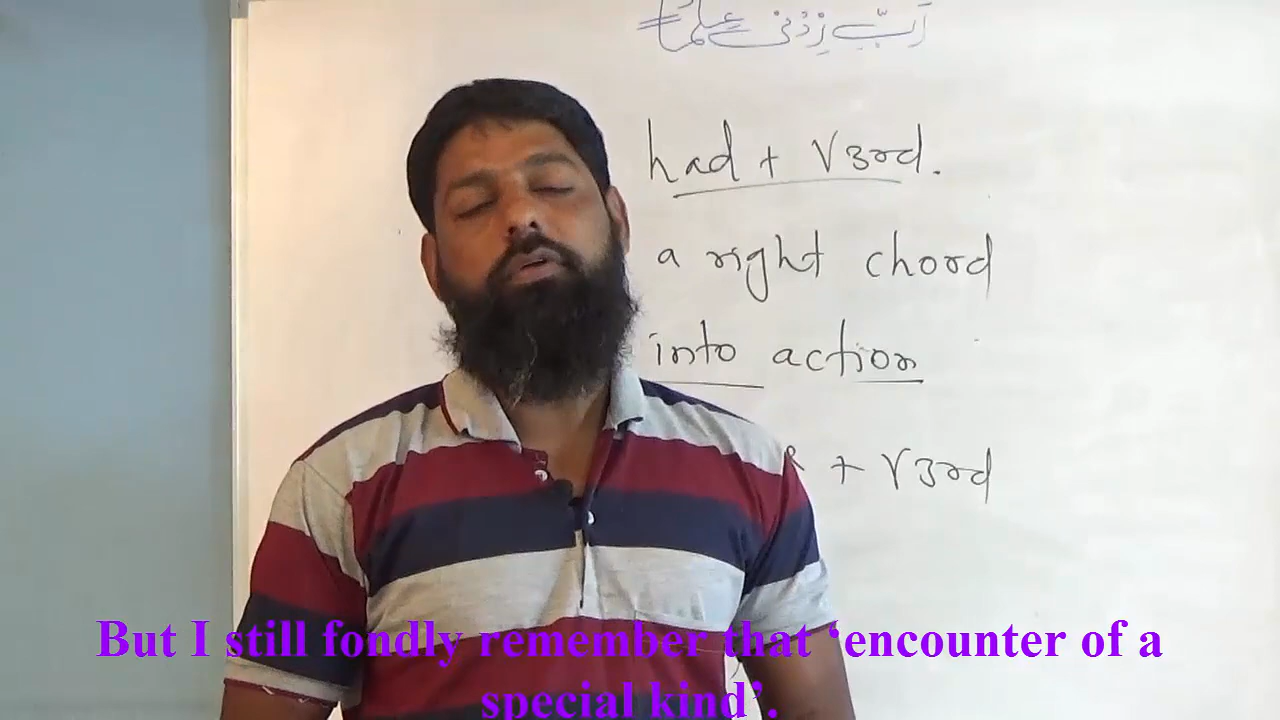 رَبِّ زِدْنِي عِلْمًا
had + V3rd.
a right chord
into action
+ V3rd
But I still fondly remember that ‘encounter of a
special kind’.